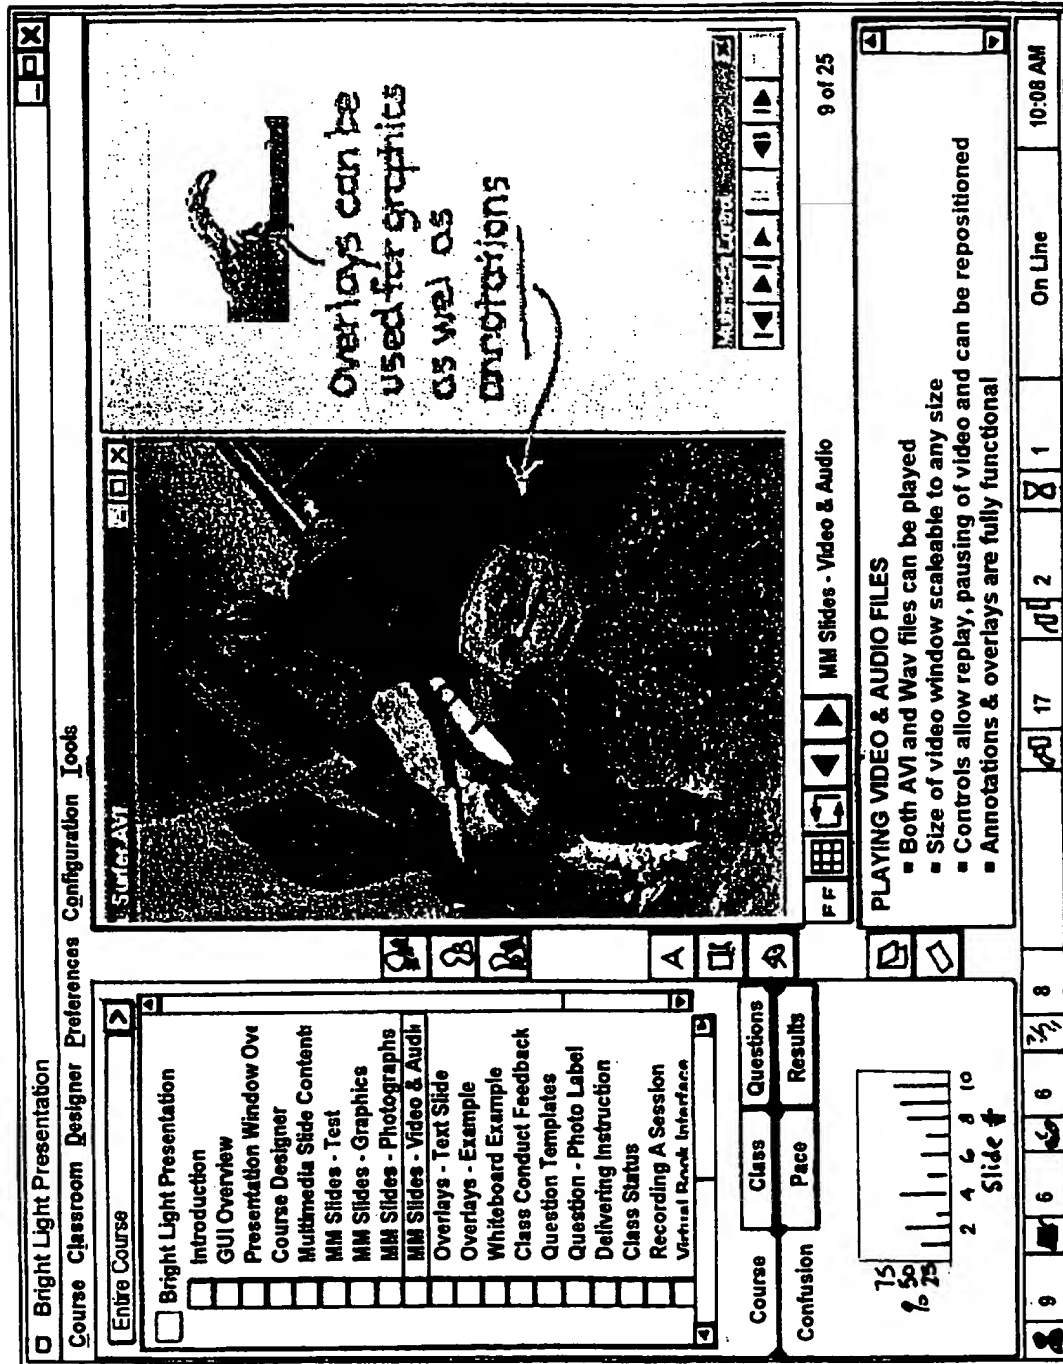 Bright Light Presentation
Course Classroom Designer Preferences Configuration Tools
Entire Course
Bright Light Presentation
Introduction
GUI Overview
Presentation Window Ove
Course Designer
Multimedia Slide Contents
MM Slides - Test
MM Slides - Graphics
MM Slides - Photographs
MM Slides - Video & Audi
Overlays - Text Slide
Overlays - Example
Whiteboard Example
Class Conduct Feedback
Question Templates
Question - Photo Label
Delivering Instruction
Class Status
Recording A Session
Course Class Questions
Confusion Pace Results
75
% 50
25
2 4 6 8 10
Slide #
Overlays can be
used for graphics
as wel as
annotations
A
FF
MM Slides - Video & Audio
9 of 25
PLAYING VIDEO & AUDIO FILES
▪ Both AVI and Wav files can be played
▪ Size of video window scaleable to any size
▪ Controls allow replay, pausing of video and can be repositioned
▪ Annotations & overlays are fully functional
9 6 6 8 17 2 1 On Line 10:08 AM